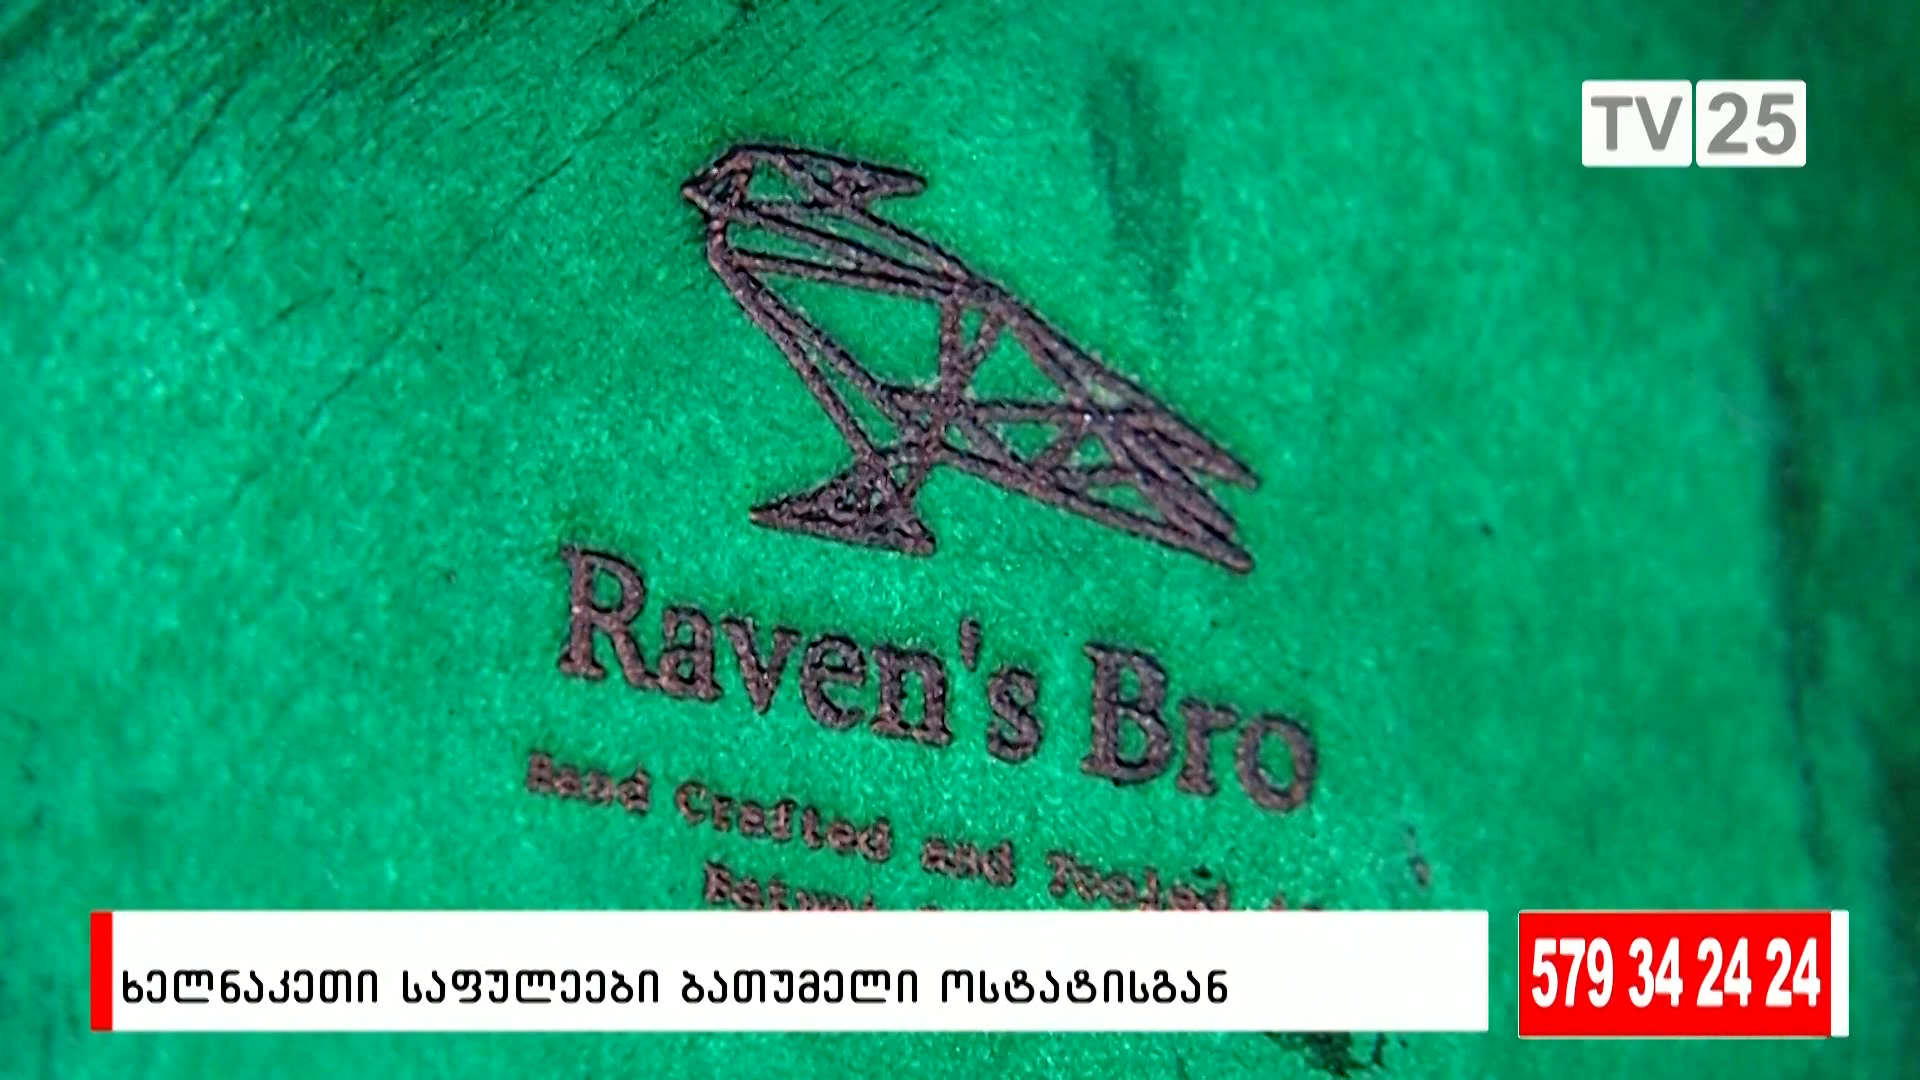 TV 25
Raven's Bro
Hand Crafted and Tooled
ხელნაკეთი საფულეები ბათუმელი ოსტატისგან
579 34 24 24